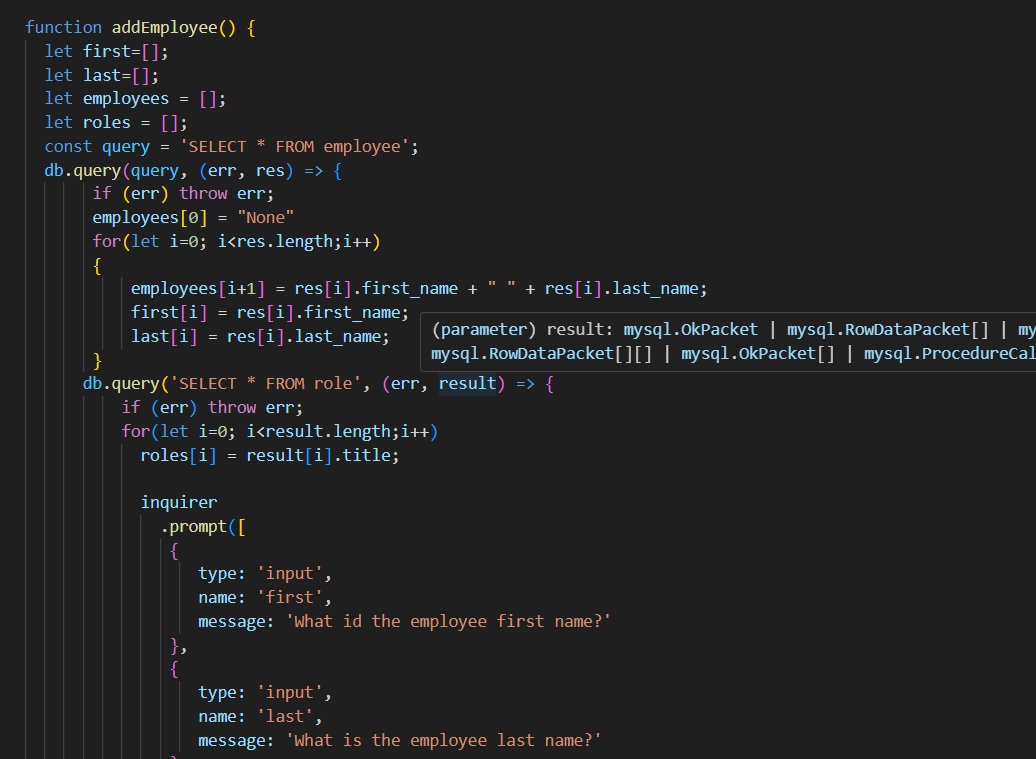 function addEmployee() {
let first=[];
let last=[];
let employees = [];
let roles = [];
const query = 'SELECT * FROM employee';
db.query(query, (err, res) => {
if (err) throw err;
employees[0] = "None"
for(let i=0; i<res.length;i++)
{
employees[i+1] = res[i].first_name + " " + res[i].last_name;
first[i] = res[i].first_name;
last[i] = res[i].last_name;
(parameter) result: mysql.OkPacket | mysql.RowDataPacket[] | my
mysql.RowDataPacket[][] | mysql.OkPacket[] | mysql.ProcedureCal
}
db.query('SELECT * FROM role', (err, result) => {
if (err) throw err;
for(let i=0; i<result.length;i++)
roles[i] = result[i].title;
inquirer
.prompt([
{
type: 'input',
name: 'first',
message: 'What id the employee first name?'
},
{
type: 'input',
name: 'last',
message: 'What is the employee last name?'